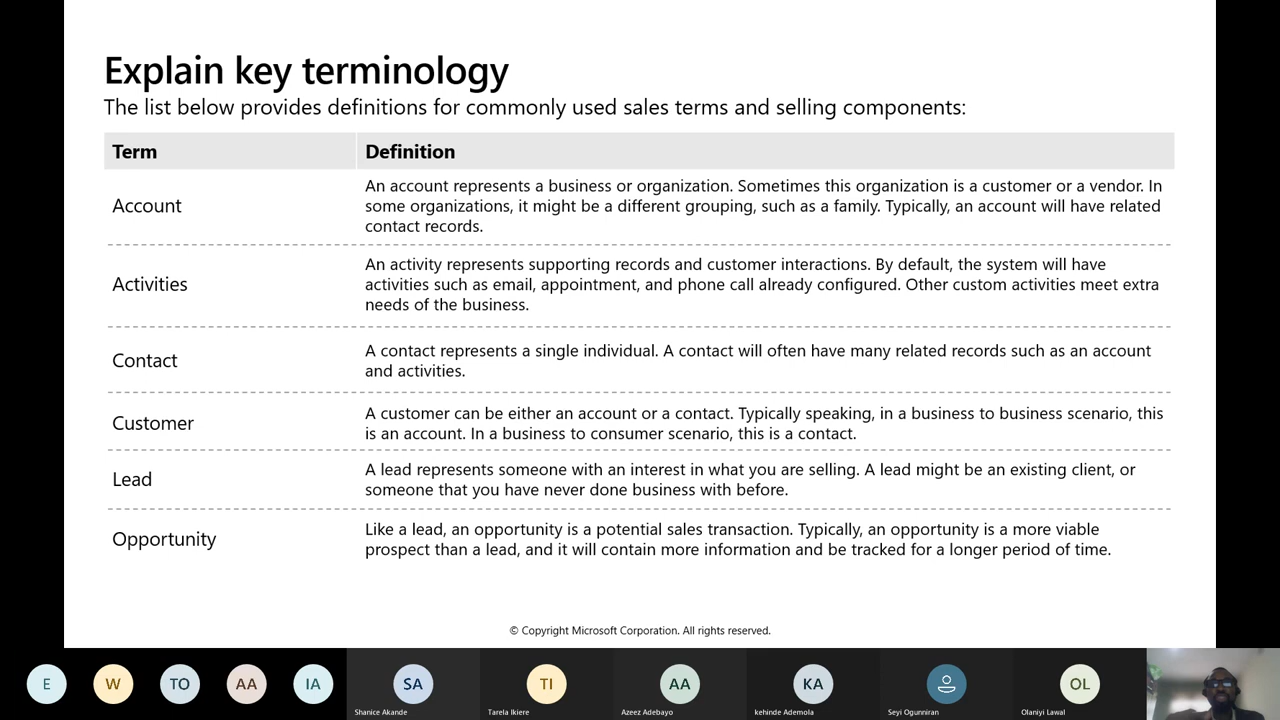 Explain key terminology
The list below provides definitions for commonly used sales terms and selling components:
Term
Definition
Account
An account represents a business or organization. Sometimes this organization is a customer or a vendor. In
some organizations, it might be a different grouping, such as a family. Typically, an account will have related
contact records.
Activities
An activity represents supporting records and customer interactions. By default, the system will have
activities such as email, appointment, and phone call already configured. Other custom activities meet extra
needs of the business.
Contact
A contact represents a single individual. A contact will often have many related records such as an account
and activities.
Customer
A customer can be either an account or a contact. Typically speaking, in a business to business scenario, this
is an account. In a business to consumer scenario, this is a contact.
Lead
A lead represents someone with an interest in what you are selling. A lead might be an existing client, or
someone that you have never done business with before.
Opportunity
Like a lead, an opportunity is a potential sales transaction. Typically, an opportunity is a more viable
prospect than a lead, and it will contain more information and be tracked for a longer period of time.
© Copyright Microsoft Corporation. All rights reserved.
E
W
TO
AA
IA
SA
TI
AA
KA
OL
Shanice Akande
Tarela Ikiere
Azeez Adebayo
kehinde Ademola
Seyi Ogunniran
Olaniyi Lawal